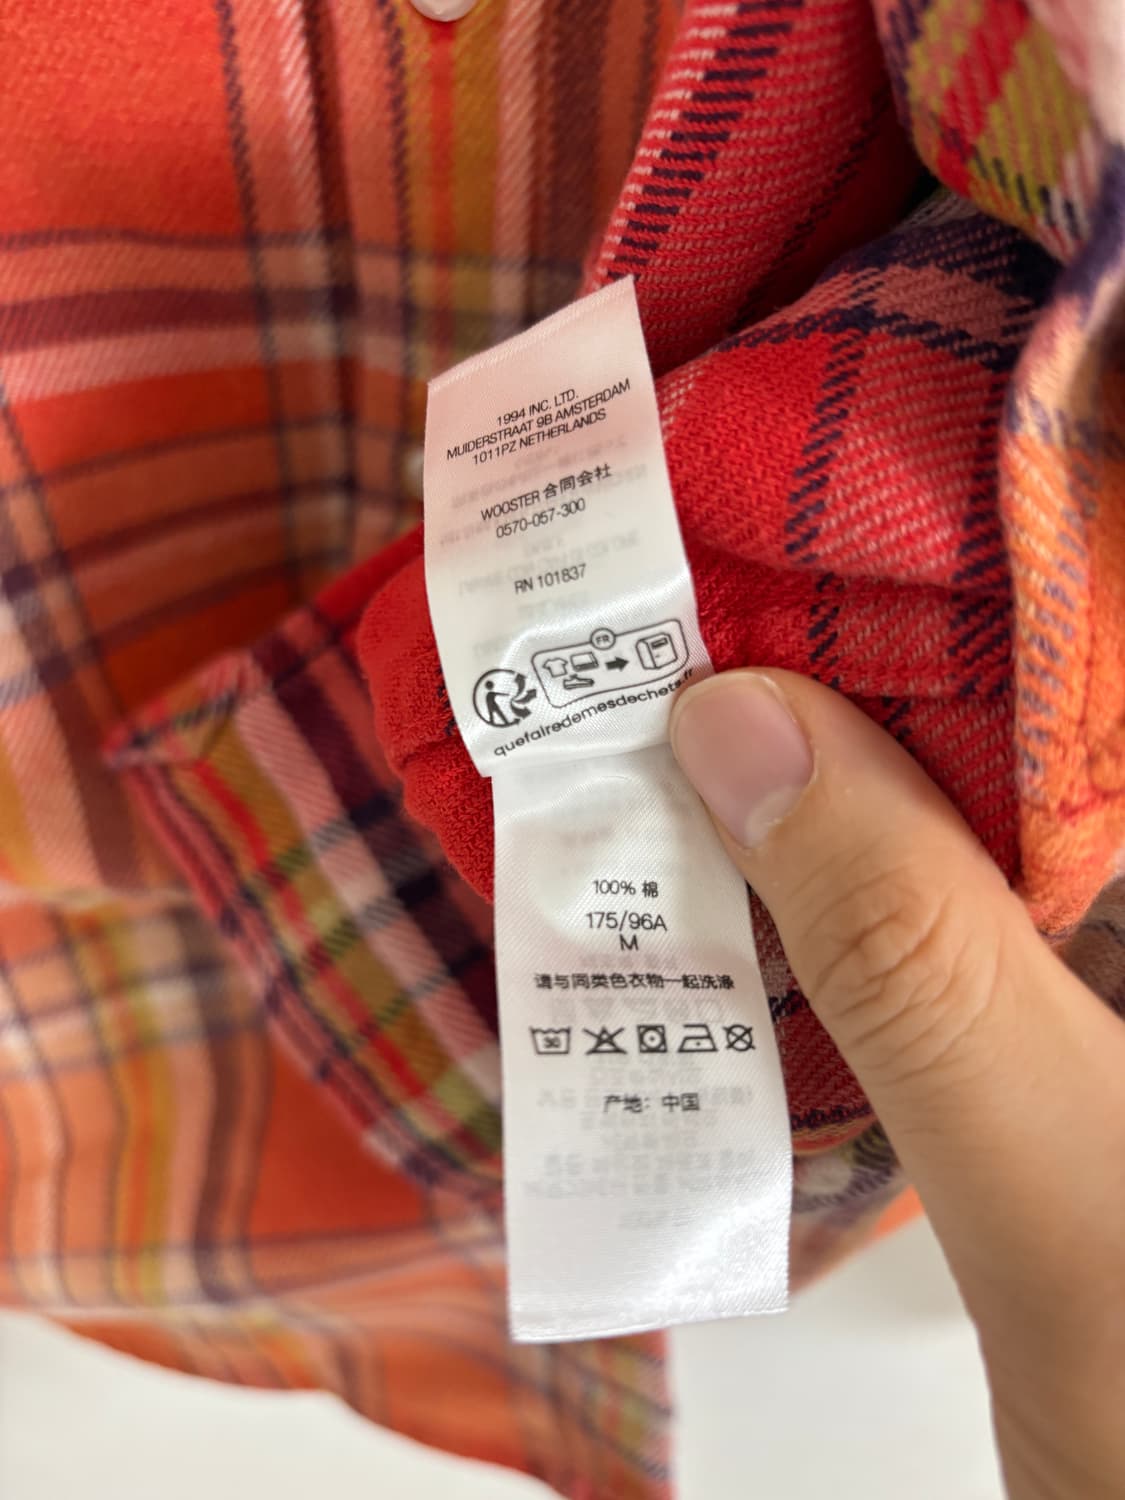 1994 INC. LTD.
MUIDERSTRAAT 9B AMSTERDAM
1011PZ NETHERLANDS
WOOSTER 合同会社
0570-057-300
RN 101837
FR
quefairedemesdechets.fr
100% 棉
175/96A
M
请与同类色衣物一起洗涤
30
产地：中国